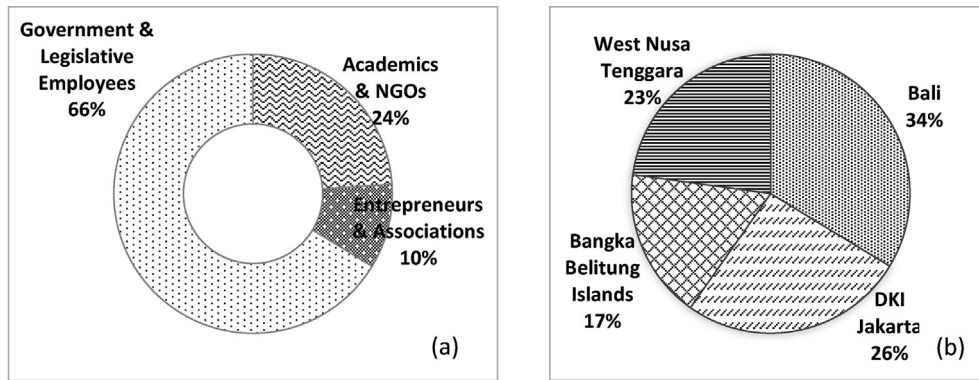 Government &
Legislative
Employees
66%
Academics
& NGOs
24%
Entrepreneurs
& Associations
10%
(a)
West Nusa
Tenggara
23%
Bali
34%
Bangka
Belitung
Islands
17%
DKI
Jakarta
26%
(b)